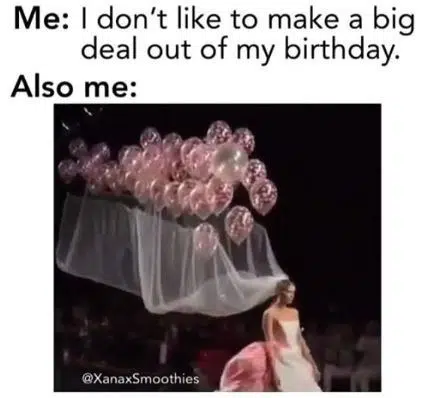 Me: I don't like to make a big
deal out of my birthday.
Also me:
@XanaxSmoothies